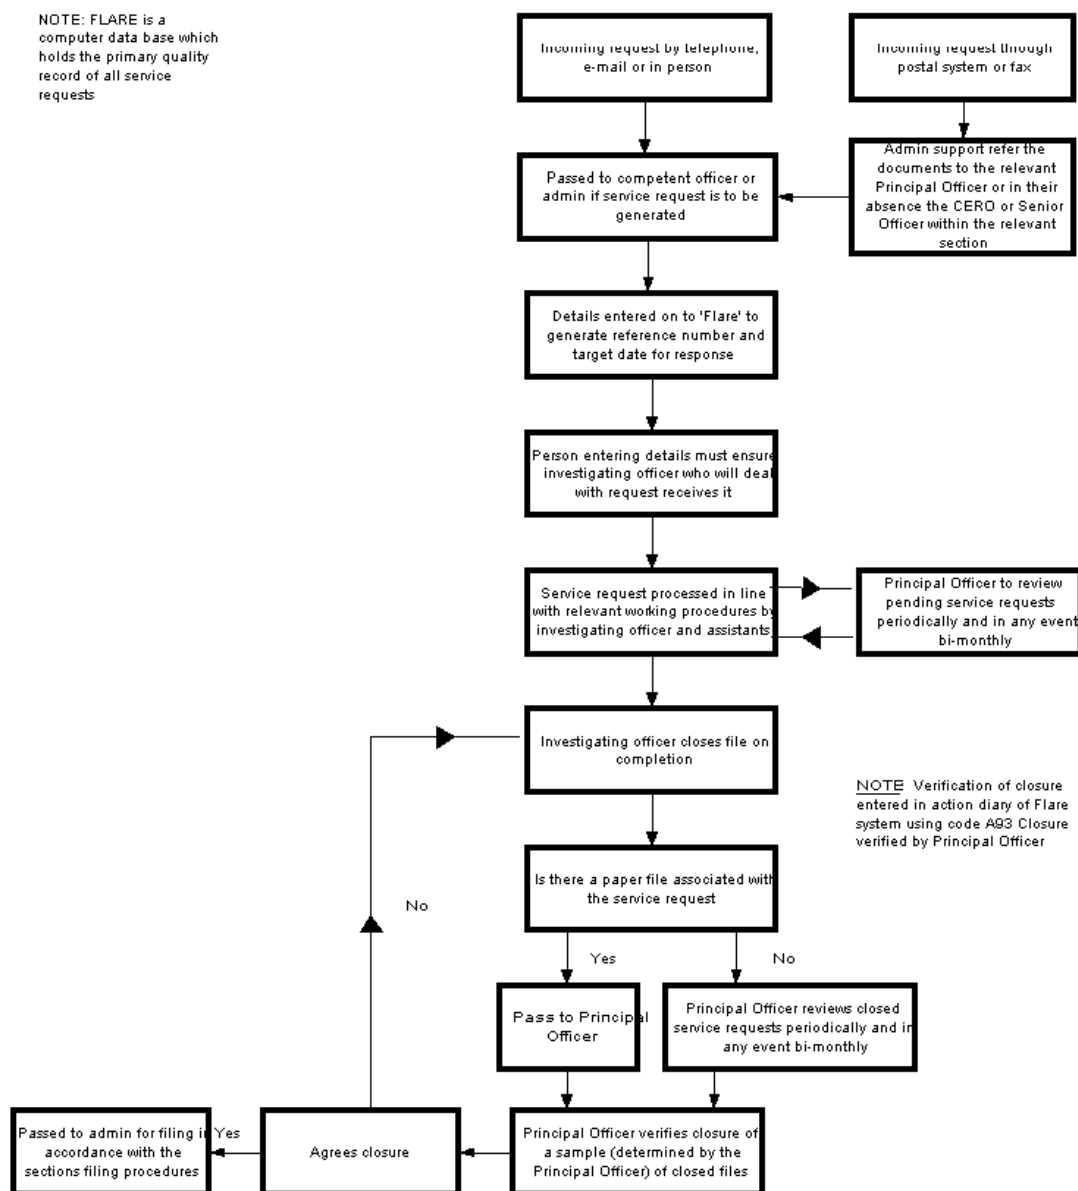 NOTE: FLARE is a
computer data base which
holds the primary quality
record of all service
requests
Incoming request by telephone,
e-mail or in person
Incoming request through
postal system or fax
Passed to competent officer or
admin if service request is to be
generated
Admin support refer the
documents to the relevant
Principal Officer or in their
absence the CERO or Senior
Officer within the relevant
section
Details entered on to 'Flare' to
generate reference number and
target date for response
Person entering details must ensure
investigating officer who will deal
with request receives it
Service request processed in line
with relevant working procedures by
investigating officer and assistants
Principal Officer to review
pending service requests
periodically and in any event
bi-monthly
Investigating officer closes file on
completion
NOTE Verification of closure
entered in action diary of Flare
system using code A93 Closure
verified by Principal Officer
Is there a paper file associated with
the service request
No
Yes
No
Pass to Principal
Officer
Principal Officer reviews closed
service requests periodically and in
any event bi-monthly
Passed to admin for filing in
accordance with the
sections filing procedures
Yes
Agrees closure
Principal Officer verifies closure of
a sample (determined by the
Principal Officer) of closed files